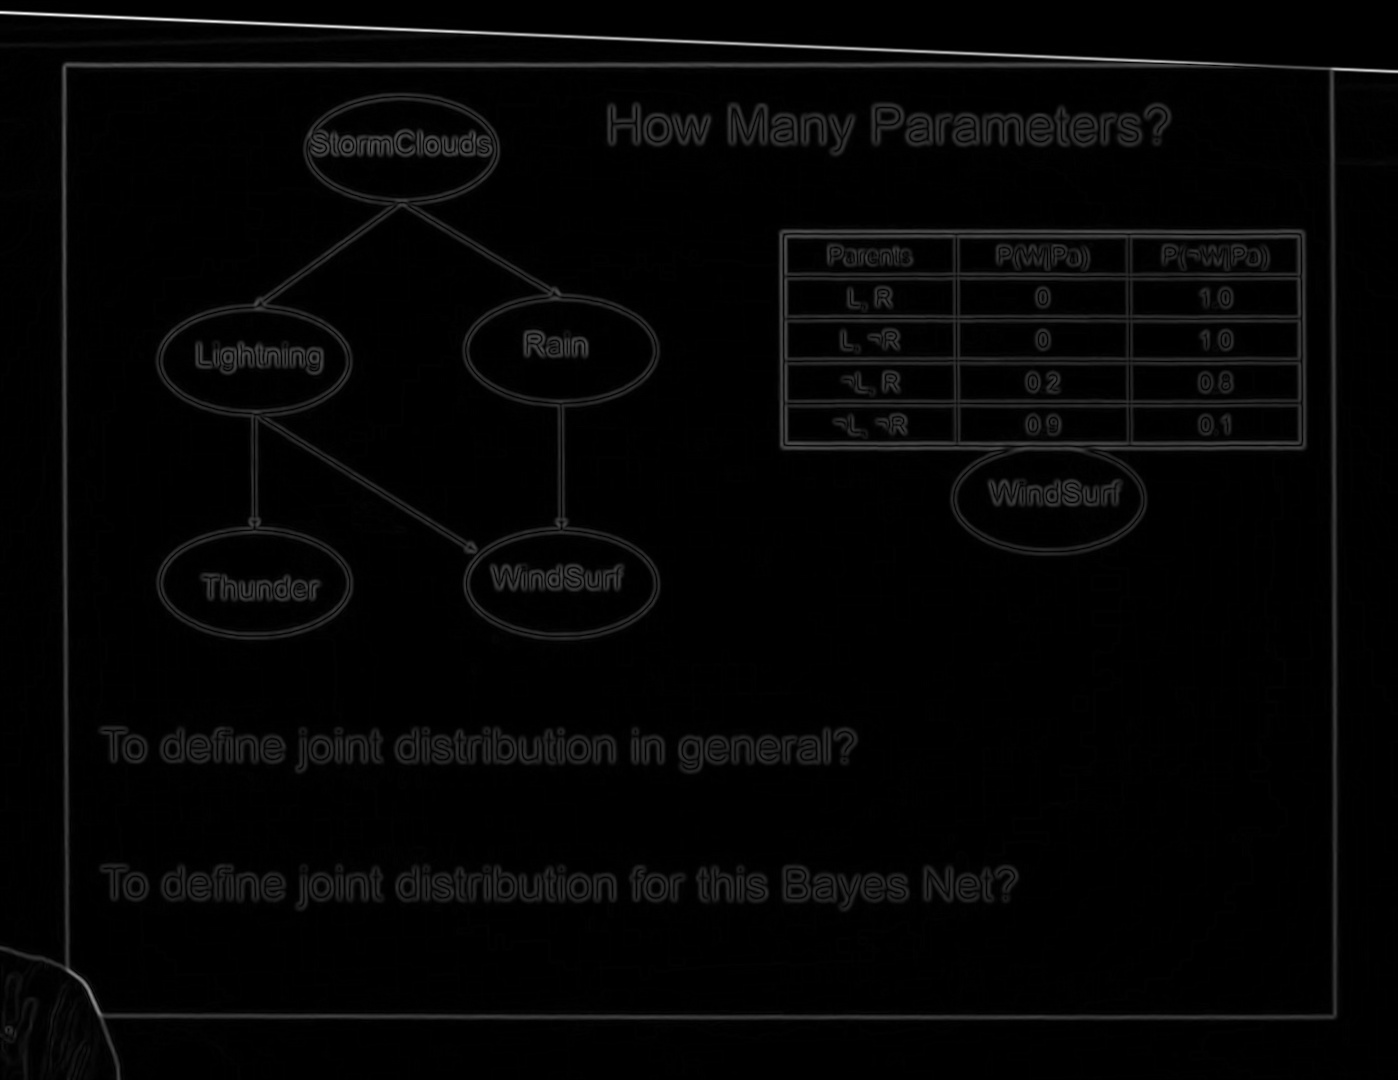 StormClouds
How Many Parameters?
Parents P(W|Pa) P(¬W|Pa)
L, R 0 1.0
L, ¬R 0 1.0
¬L, R 0.2 0.8
¬L, ¬R 0.9 0.1
Lightning
Rain
WindSurf
Thunder
WindSurf
To define joint distribution in general?
To define joint distribution for this Bayes Net?